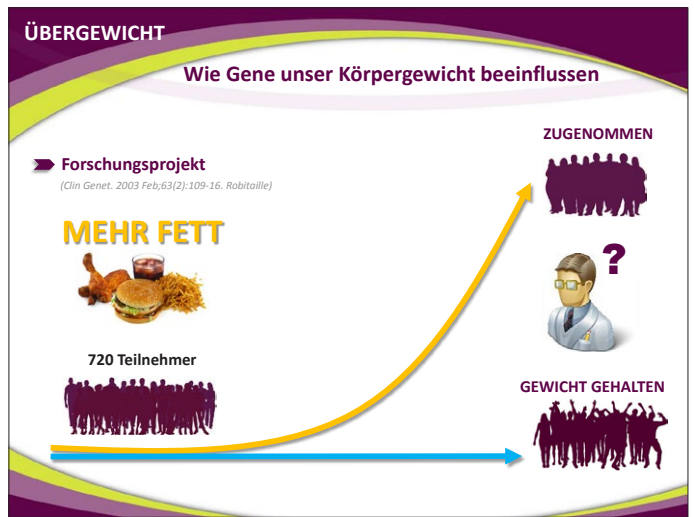 ÜBERGEWICHT
Wie Gene unser Körpergewicht beeinflussen
ZUGENOMMEN
Forschungsprojekt
(Clin Genet. 2003 Feb;63(2):109-16. Robitaille)
MEHR FETT
?
720 Teilnehmer
GEWICHT GEHALTEN